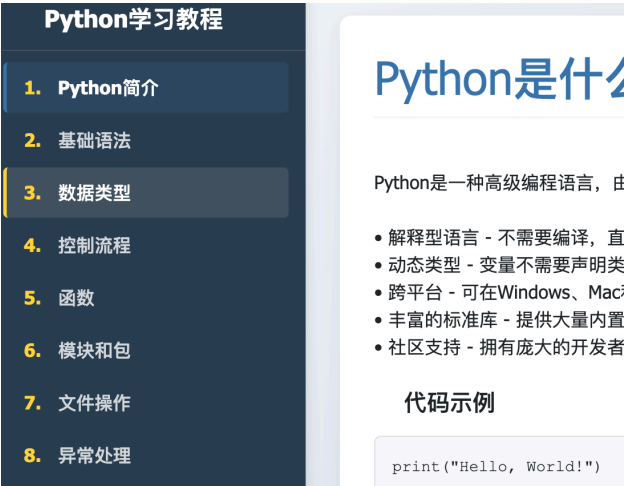 Python学习教程
1. Python简介
2. 基础语法
3. 数据类型
4. 控制流程
5. 函数
6. 模块和包
7. 文件操作
8. 异常处理
Python是什么
Python是一种高级编程语言，由
• 解释型语言 - 不需要编译，直
• 动态类型 - 变量不需要声明类
• 跨平台 - 可在Windows、Mac和
• 丰富的标准库 - 提供大量内置
• 社区支持 - 拥有庞大的开发者
代码示例
print("Hello, World!")